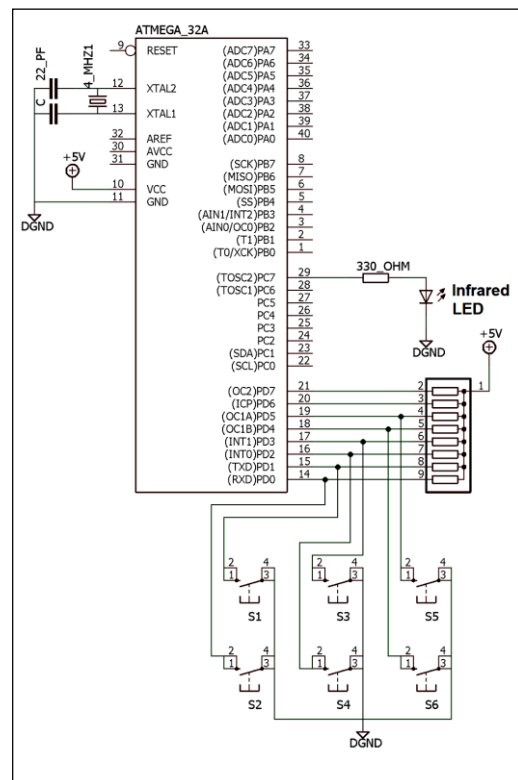 ATMEGA_32A
9 RESET (ADC7)PA7 33
(ADC6)PA6 34
(ADC5)PA5 35
22_PF 4_MHZ1 12 XTAL2 (ADC4)PA4 36
(ADC3)PA3 37
C 13 XTAL1 (ADC2)PA2 38
(ADC1)PA1 39
32 AREF (ADC0)PA0 40
30 AVCC
31 GND (SCK)PB7 8
+5V (MISO)PB6 7
10 VCC (MOSI)PB5 6
11 GND (SS)PB4 5
DGND (AIN1/INT2)PB3 4
(AIN0/OC0)PB2 3
(T1)PB1 2
(T0/XCK)PB0 1
(TOSC2)PC7 29 330_OHM
(TOSC1)PC6 28 Infrared
PC5 27 LED
PC4 26
PC3 25 +5V
PC2 24
(SDA)PC1 23 DGND
(SCL)PC0 22
(OC2)PD7 21 2 1
(ICP)PD6 20 3
(OC1A)PD5 19 4
(OC1B)PD4 18 5
(INT1)PD3 17 6
(INT0)PD2 16 7
(TXD)PD1 15 8
(RXD)PD0 14 9
2 4 2 4 2 4
1 3 1 3 1 3
S1 S3 S5
2 4 2 4 2 4
1 3 1 3 1 3
S2 S4 S6
DGND